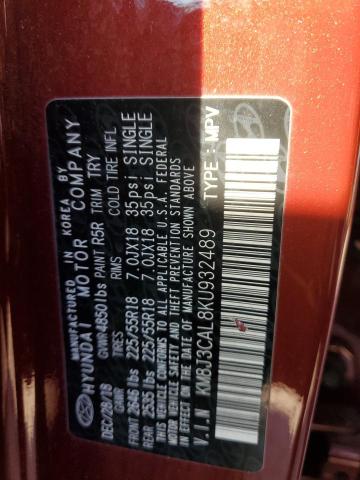 MANUFACTURED IN KOREA BY
HYUNDAI MOTOR COMPANY
DEC/28/18 GVWR 4850 lbs PAINT R5R TRIM TRY
GAWR TIRES RIMS COLD TIRE INFL
FRONT 2646 lbs 225/55R18 7.0JX18 35psi SINGLE
REAR 2535 lbs 225/55R18 7.0JX18 35psi SINGLE
THIS VEHICLE CONFORMS TO ALL APPLICABLE U.S.A. FEDERAL
MOTOR VEHICLE SAFETY AND THEFT PREVENTION STANDARDS
IN EFFECT ON THE DATE OF MANUFACTURE SHOWN ABOVE
V.I.N KM8J3CAL8KU932489 TYPE : MPV